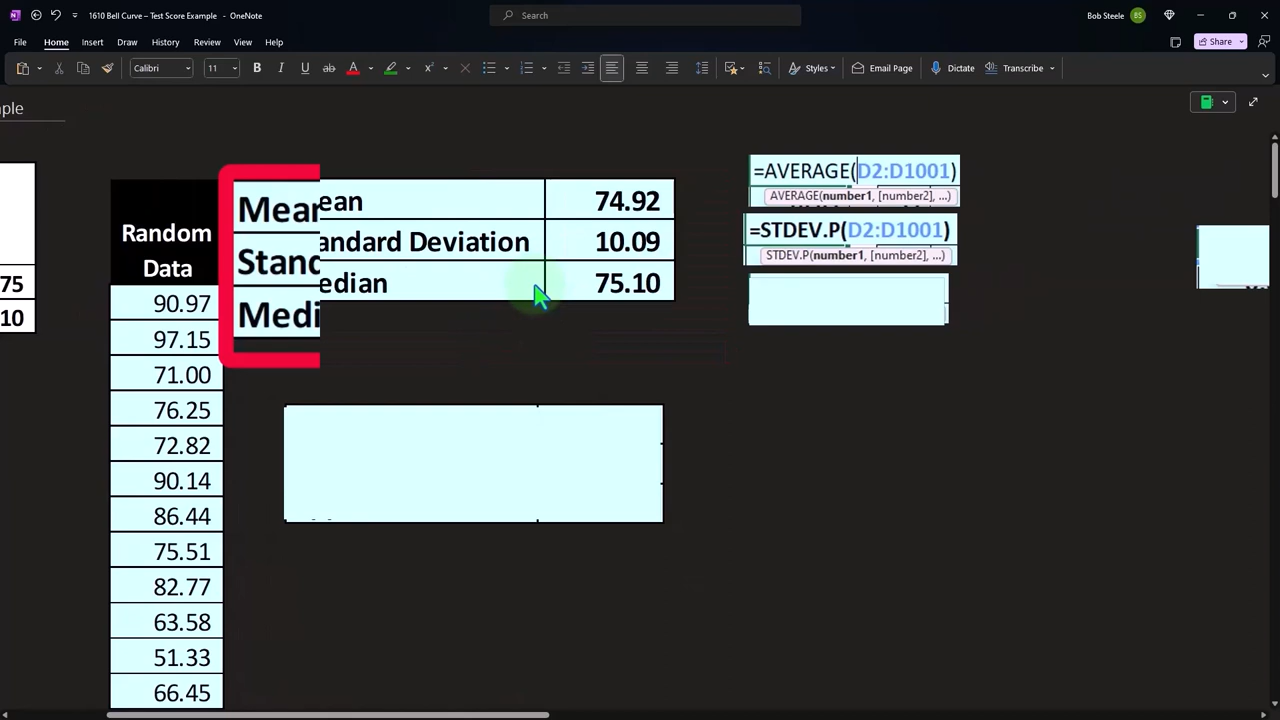 1610 Bell Curve – Test Score Example – OneNote
Search
Bob Steele
BS
File
Home
Insert
Draw
History
Review
View
Help
Share
Calibri
11
Styles
Email Page
Dictate
Transcribe
ple
=AVERAGE(D2:D1001)
AVERAGE(number1, [number2], ...)
=STDEV.P(D2:D1001)
STDEV.P(number1, [number2], ...)
Mean
ean
74.92
Stand
andard Deviation
10.09
Medi
edian
75.10
Random
Data
75
10
90.97
97.15
71.00
76.25
72.82
90.14
86.44
75.51
82.77
63.58
51.33
66.45